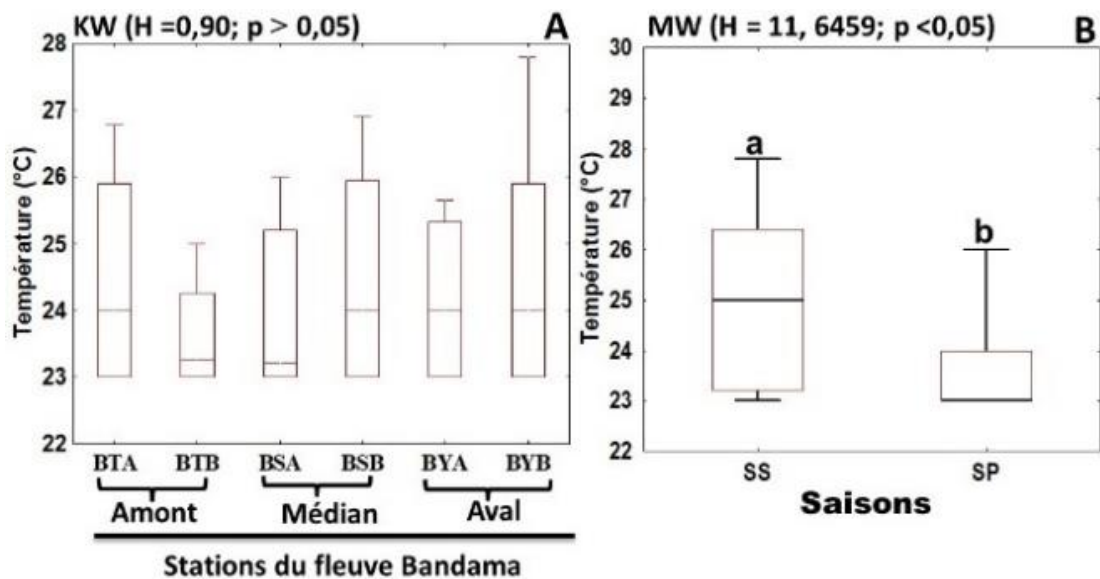 KW (H =0,90; p > 0,05)
A
28
27
26
25
24
23
22
Température (°C)
BTA BTB BSA BSB BYA BYB
Amont Médian Aval
Stations du fleuve Bandama
MW (H = 11, 6459; p <0,05)
B
30
29
28
27
26
25
24
23
22
Température (°C)
a
b
SS SP
Saisons